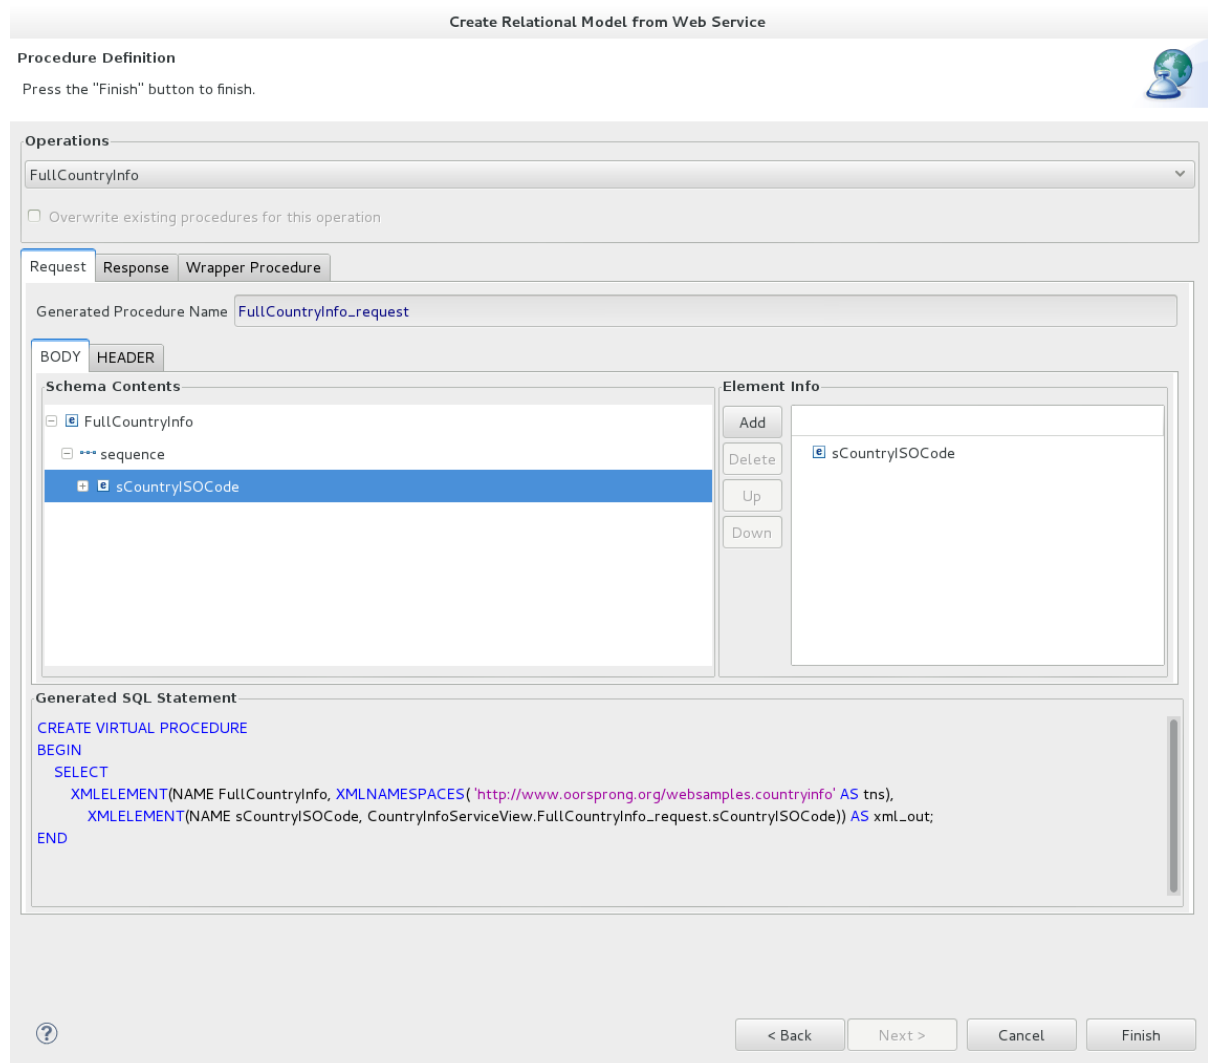 Create Relational Model from Web Service
Procedure Definition
Press the "Finish" button to finish.
Operations
FullCountryInfo
Overwrite existing procedures for this operation
Request Response Wrapper Procedure
Generated Procedure Name FullCountryInfo_request
BODY HEADER
Schema Contents
FullCountryInfo
sequence
sCountryISOCode
Element Info
Add
Delete
Up
Down
sCountryISOCode
Generated SQL Statement
CREATE VIRTUAL PROCEDURE
BEGIN
SELECT
XMLELEMENT(NAME FullCountryInfo, XMLNAMESPACES( 'http://www.oorsprong.org/websamples.countryinfo' AS tns),
XMLELEMENT(NAME sCountryISOCode, CountryInfoServiceView.FullCountryInfo_request.sCountryISOCode)) AS xml_out;
END
? < Back Next > Cancel Finish